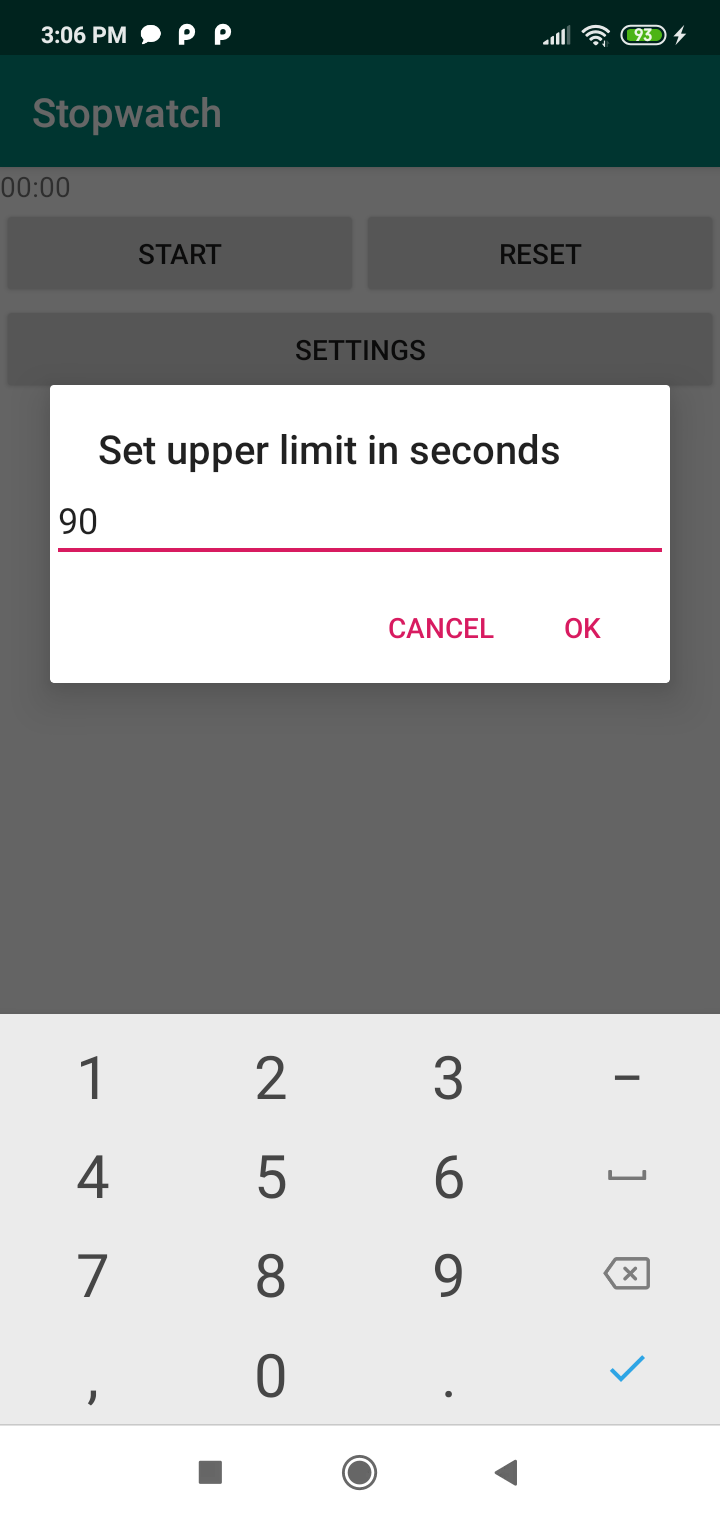 3:06 PM
93
Stopwatch
00:00
START RESET
SETTINGS
Set upper limit in seconds
90
CANCEL OK
1 2 3 –
4 5 6
7 8 9
, 0 .